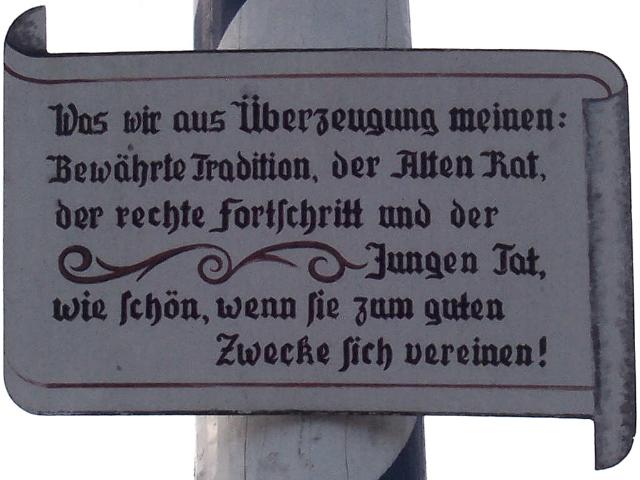 Was wir aus Überzeugung meinen:
Bewährte Tradition, der Alten Rat,
der rechte Fortſchritt und der
Jungen Tat,
wie ſchön, wenn ſie zum guten
Zwecke ſich vereinen!